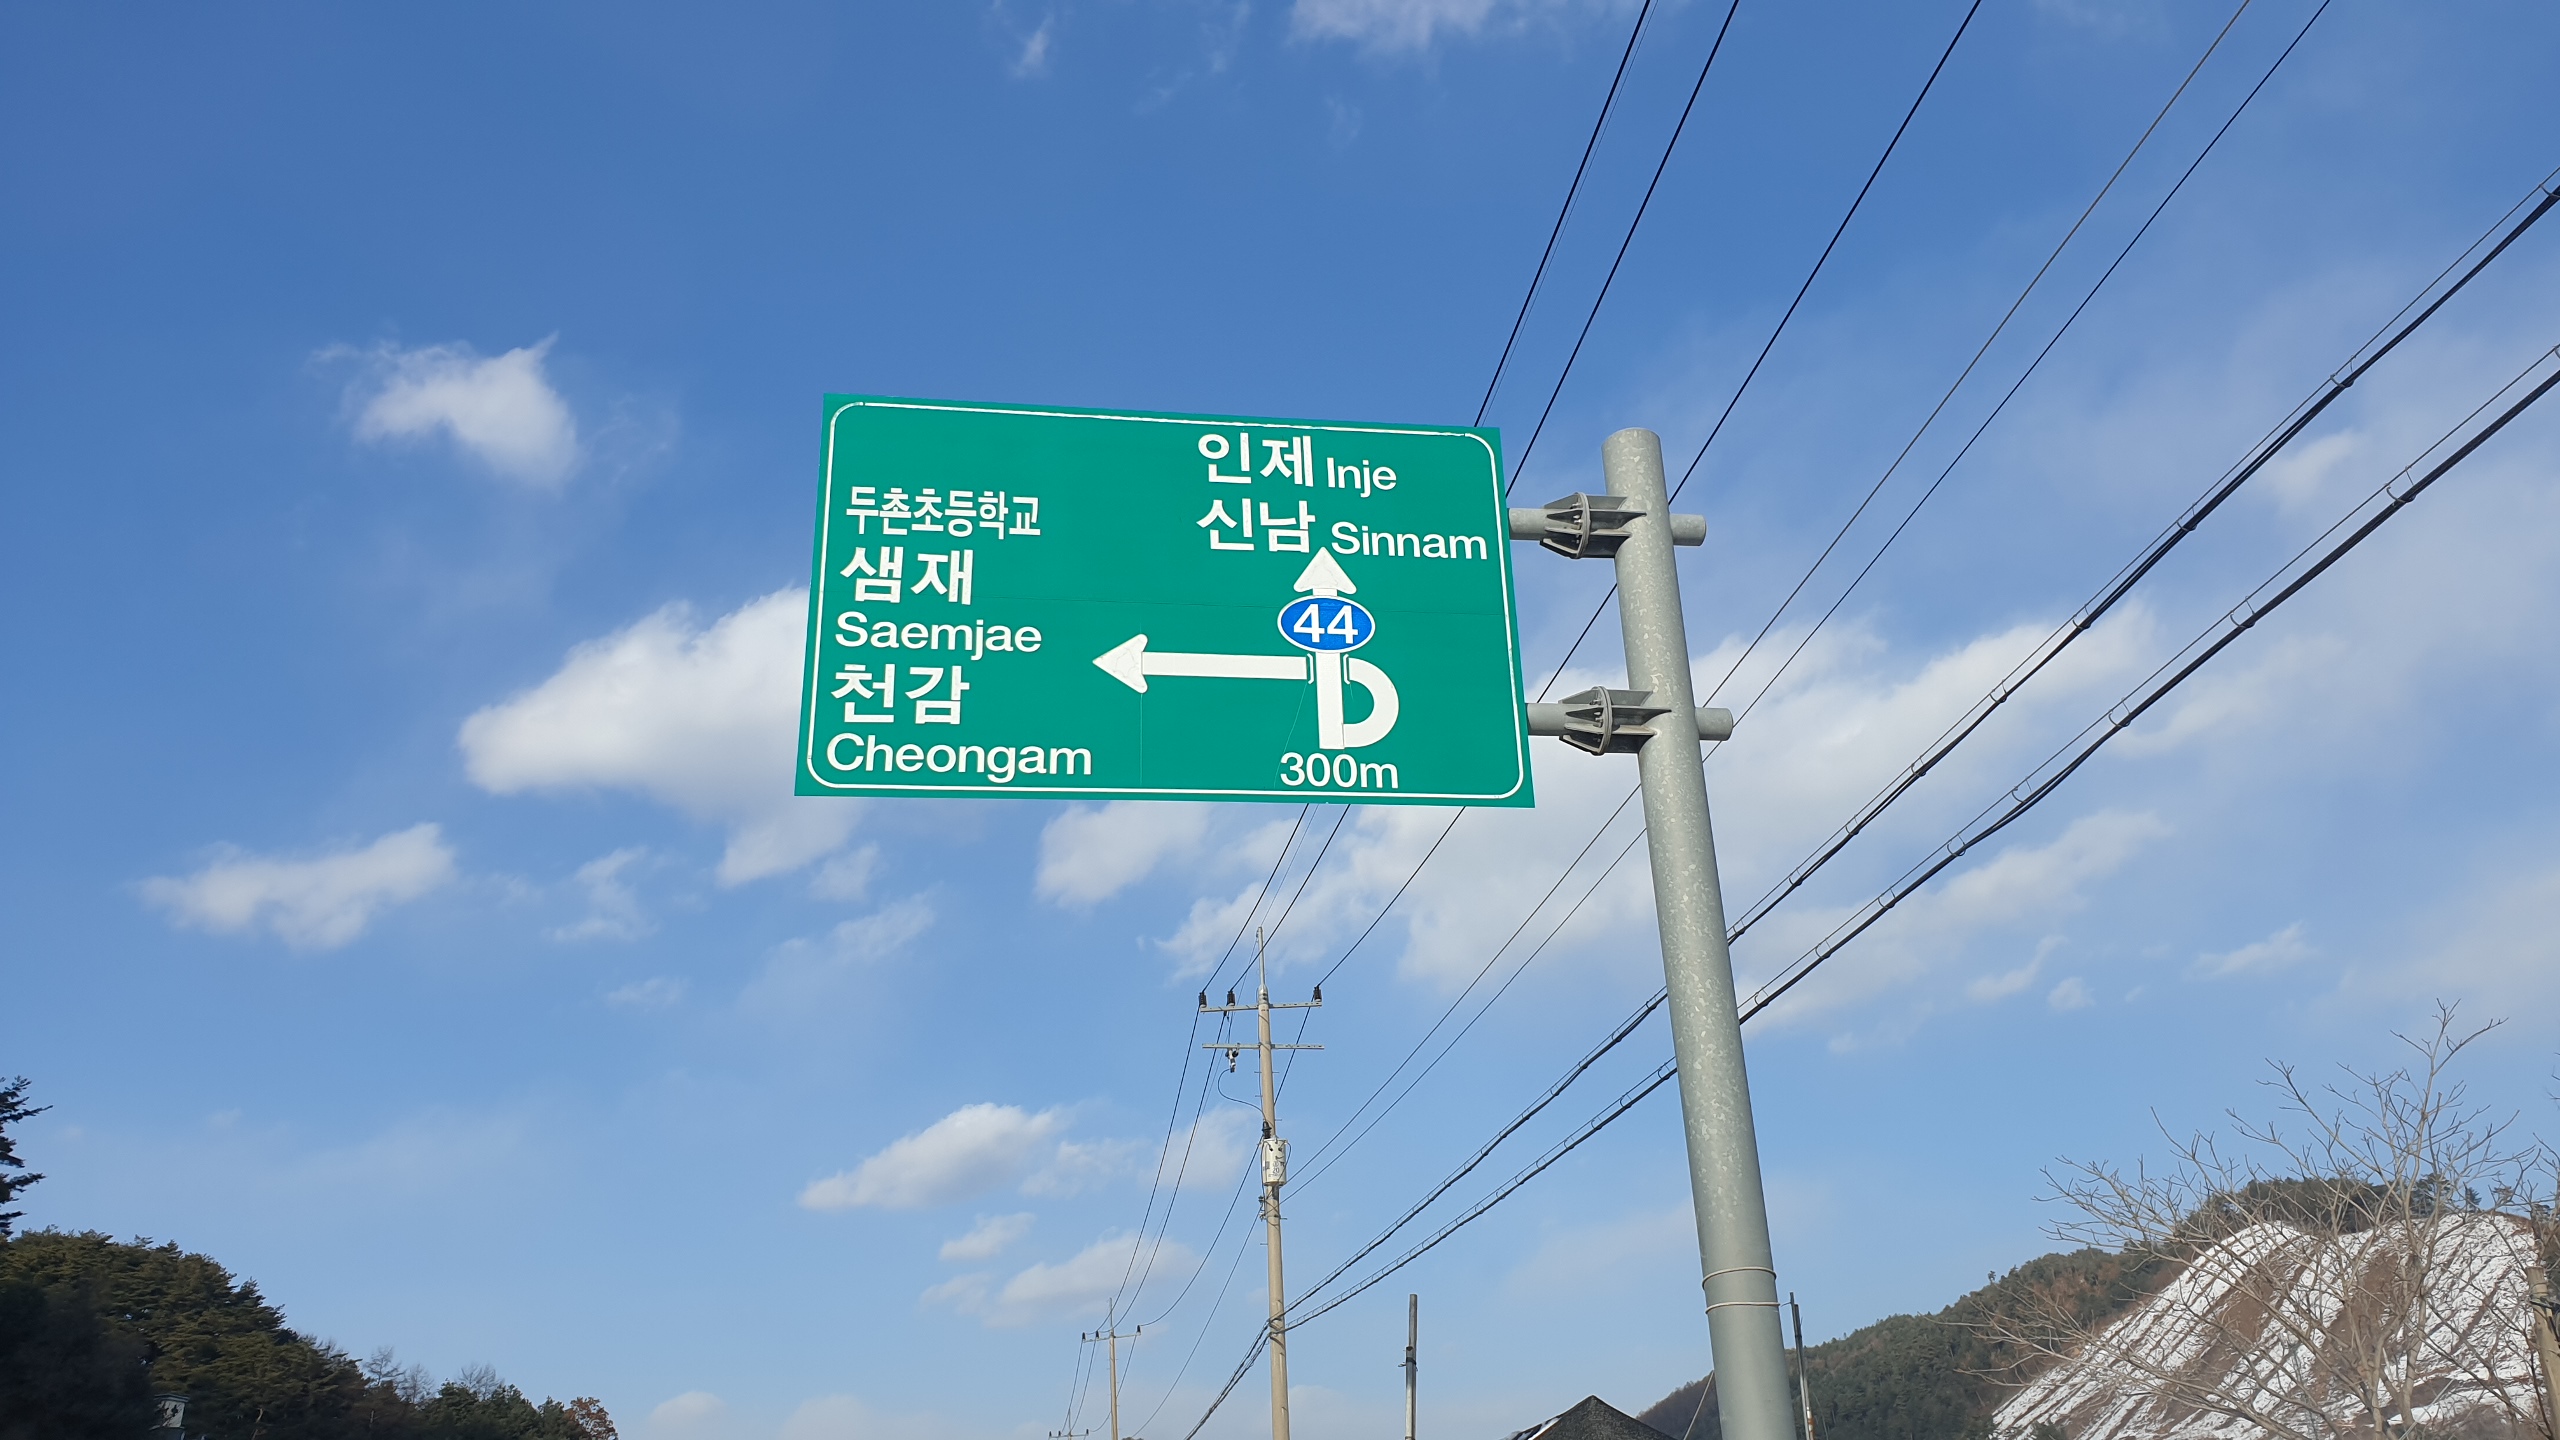 두촌초등학교
샘재
Saemjae
천감
Cheongam
인제 Inje
신남 Sinnam
44
300m